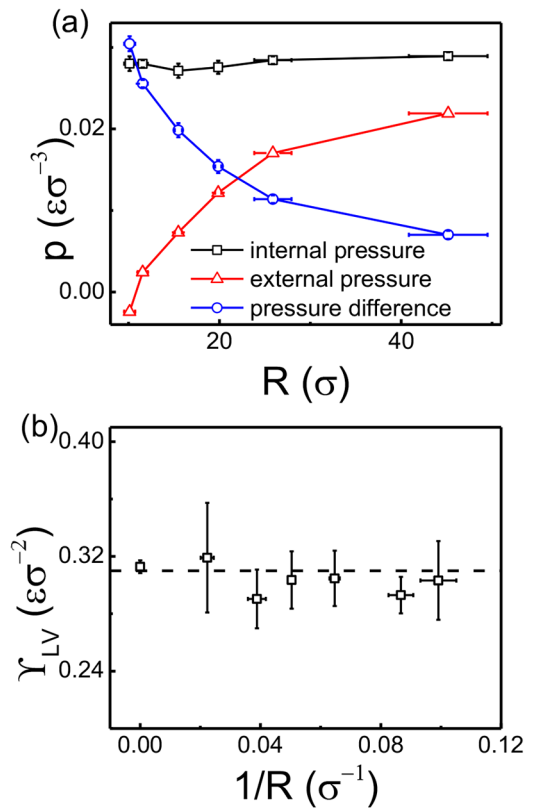 (a)
0.02
0.00
p (εσ⁻³)
internal pressure
external pressure
pressure difference
20
40
R (σ)
(b)
0.40
0.32
0.24
ϒLV (εσ⁻²)
0.00
0.04
0.08
0.12
1/R (σ⁻¹)